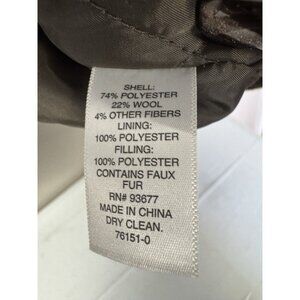 SHELL:
74% POLYESTER
22% WOOL
4% OTHER FIBERS
LINING:
100% POLYESTER
FILLING:
100% POLYESTER
CONTAINS FAUX
FUR
RN# 93677
MADE IN CHINA
DRY CLEAN.
76151-0